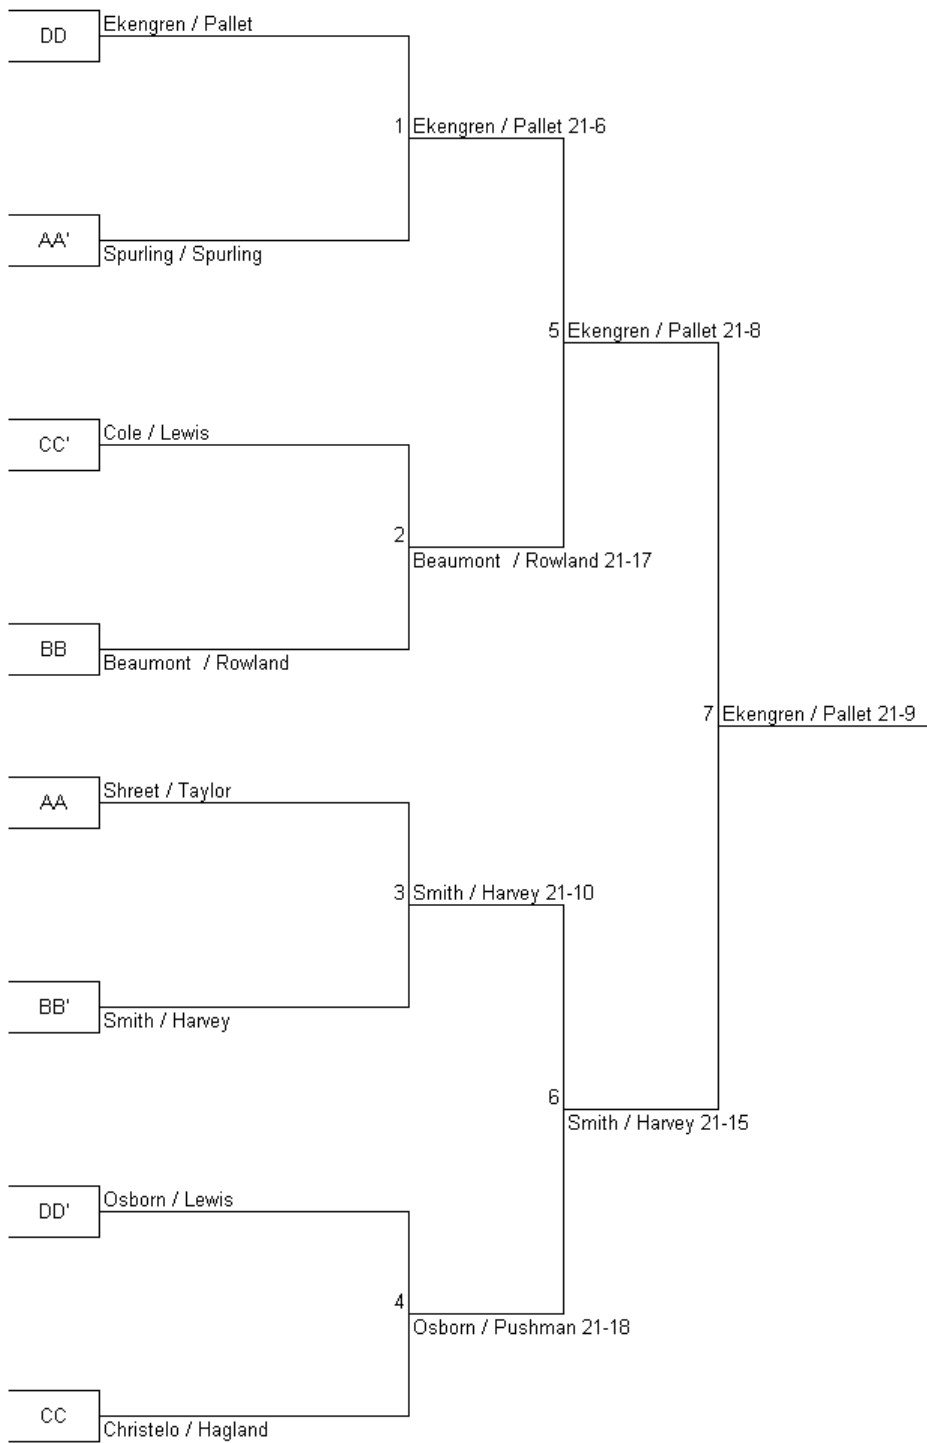 Ekengren / Pallet
DD
1 Ekengren / Pallet 21-6
AA'
Spurling / Spurling
5 Ekengren / Pallet 21-8
Cole / Lewis
CC'
2
Beaumont / Rowland 21-17
BB
Beaumont / Rowland
7 Ekengren / Pallet 21-9
Shreet / Taylor
AA
3 Smith / Harvey 21-10
BB'
Smith / Harvey
6
Smith / Harvey 21-15
Osborn / Lewis
DD'
4
Osborn / Pushman 21-18
CC
Christelo / Hagland